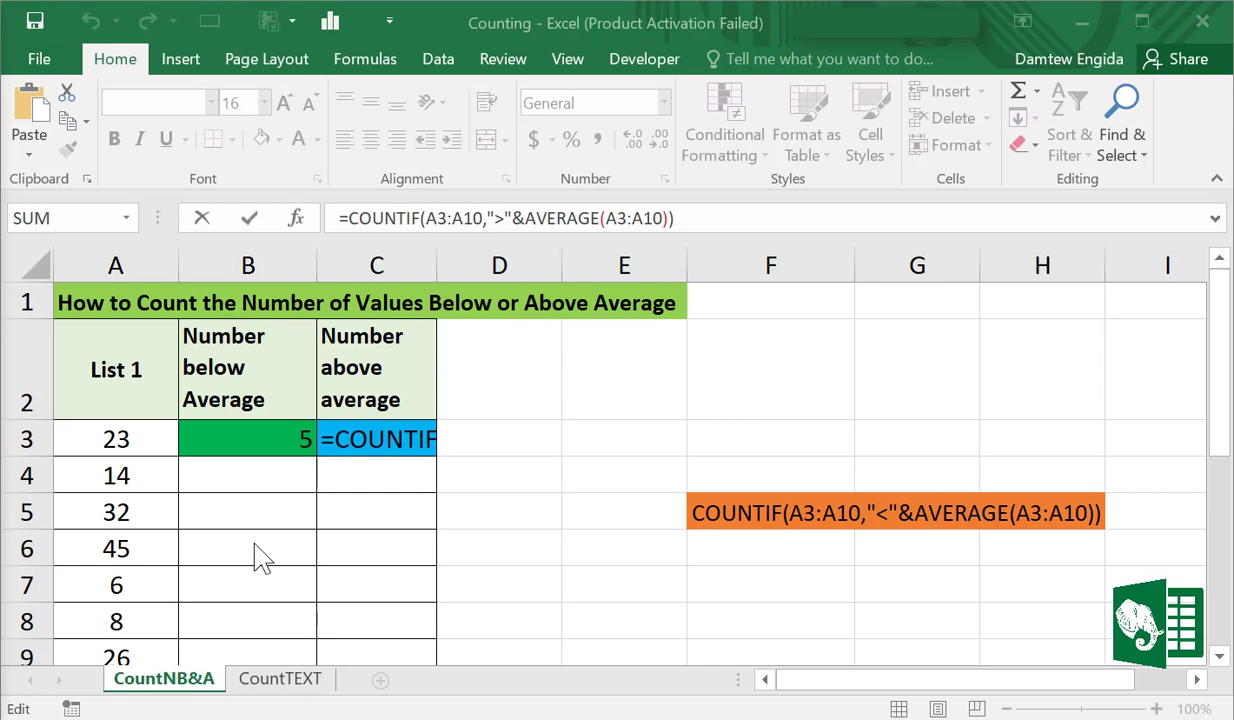 Counting - Excel (Product Activation Failed)
File Home Insert Page Layout Formulas Data Review View Developer Tell me what you want to do... Damtew Engida Share
Paste 16 General Conditional Formatting Format as Table Cell Styles Insert Delete Format Sort & Filter Find & Select
Clipboard Font Alignment Number Styles Cells Editing
SUM =COUNTIF(A3:A10,">"&AVERAGE(A3:A10))
A B C D E F G H I
1 How to Count the Number of Values Below or Above Average
2 List 1 Number below Average Number above average
3 23 5 =COUNTIF
4 14
5 32 COUNTIF(A3:A10,"<"&AVERAGE(A3:A10))
6 45
7 6
8 8
9 26
CountNB&A CountTEXT
Edit 100%